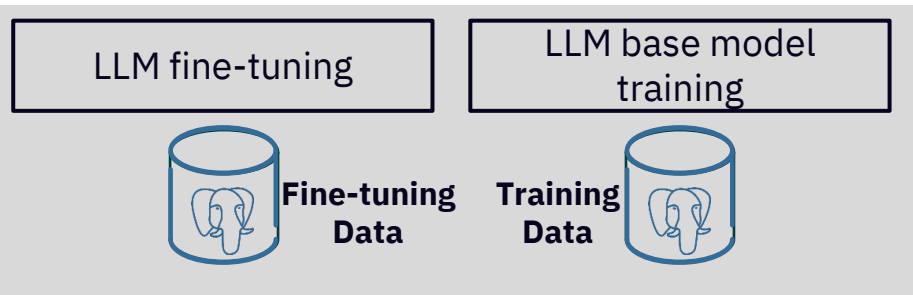 LLM fine-tuning
LLM base model
training
Fine-tuning
Data
Training
Data